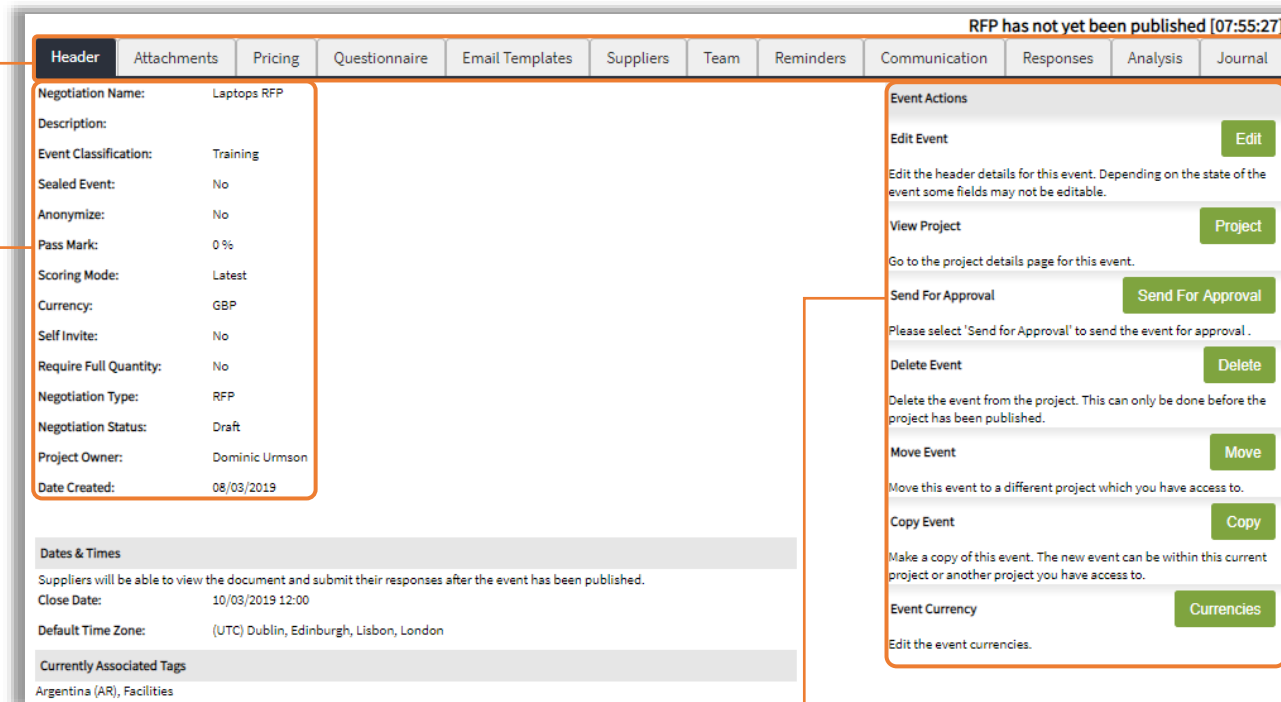 RFP has not yet been published [07:55:27]
Header Attachments Pricing Questionnaire Email Templates Suppliers Team Reminders Communication Responses Analysis Journal
Negotiation Name: Laptops RFP
Description:
Event Classification: Training
Sealed Event: No
Anonymize: No
Pass Mark: 0 %
Scoring Mode: Latest
Currency: GBP
Self Invite: No
Require Full Quantity: No
Negotiation Type: RFP
Negotiation Status: Draft
Project Owner: Dominic Urmson
Date Created: 08/03/2019
Dates & Times
Suppliers will be able to view the document and submit their responses after the event has been published.
Close Date: 10/03/2019 12:00
Default Time Zone: (UTC) Dublin, Edinburgh, Lisbon, London
Currently Associated Tags
Argentina (AR), Facilities
Event Actions
Edit Event Edit
Edit the header details for this event. Depending on the state of the
event some fields may not be editable.
View Project Project
Go to the project details page for this event.
Send For Approval Send For Approval
Please select 'Send for Approval' to send the event for approval .
Delete Event Delete
Delete the event from the project. This can only be done before the
project has been published.
Move Event Move
Move this event to a different project which you have access to.
Copy Event Copy
Make a copy of this event. The new event can be within this current
project or another project you have access to.
Event Currency Currencies
Edit the event currencies.